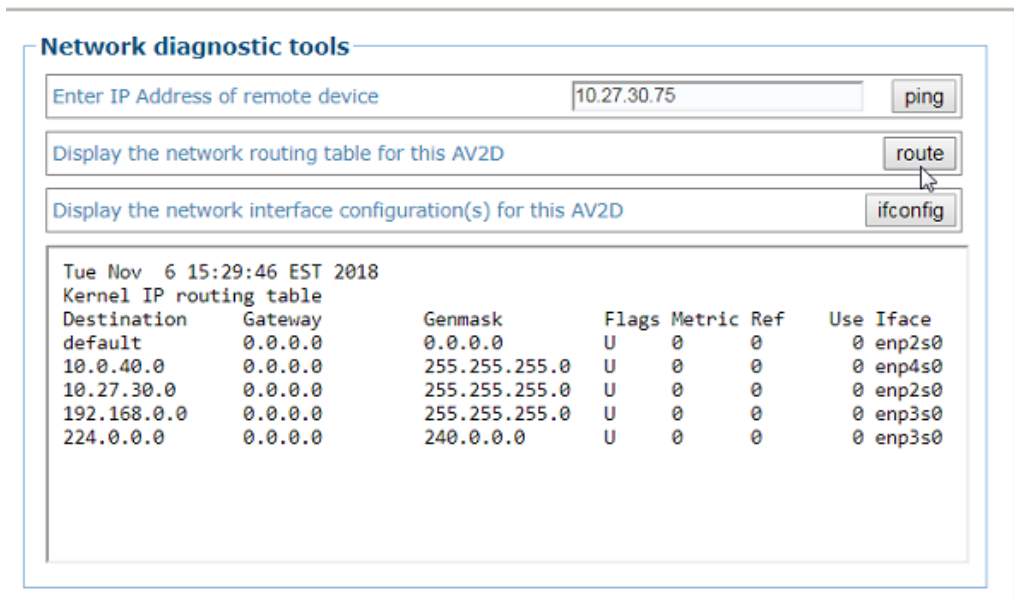 Network diagnostic tools
Enter IP Address of remote device 10.27.30.75 ping
Display the network routing table for this AV2D route
Display the network interface configuration(s) for this AV2D ifconfig
Tue Nov  6 15:29:46 EST 2018
Kernel IP routing table
Destination     Gateway         Genmask         Flags Metric Ref    Use Iface
default         0.0.0.0         0.0.0.0         U     0      0        0 enp2s0
10.0.40.0       0.0.0.0         255.255.255.0   U     0      0        0 enp4s0
10.27.30.0      0.0.0.0         255.255.255.0   U     0      0        0 enp2s0
192.168.0.0     0.0.0.0         255.255.255.0   U     0      0        0 enp3s0
224.0.0.0       0.0.0.0         240.0.0.0       U     0      0        0 enp3s0